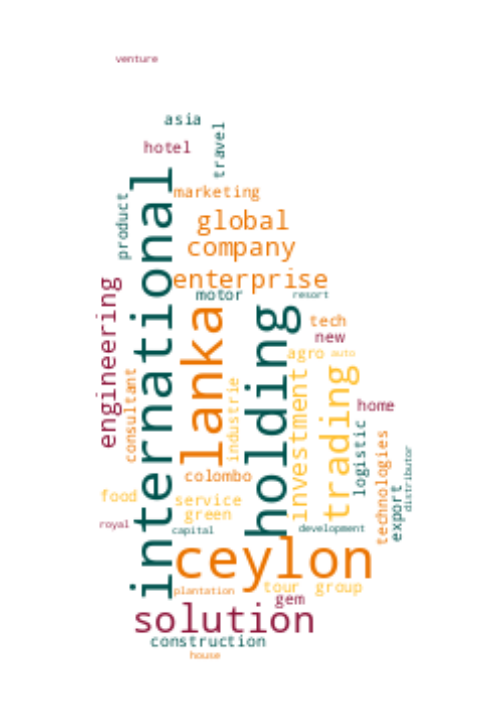 venture
asia
travel
hotel
international
marketing
product
global
company
enterprise
engineering
motor
resort
lanka
holding
tech
new
agro
auto
trading
investment
consultant
industrie
home
logistic
technologies
distributor
export
colombo
food
service
green
royal
capital
development
ceylon
plantation
tour
group
gem
solution
construction
house